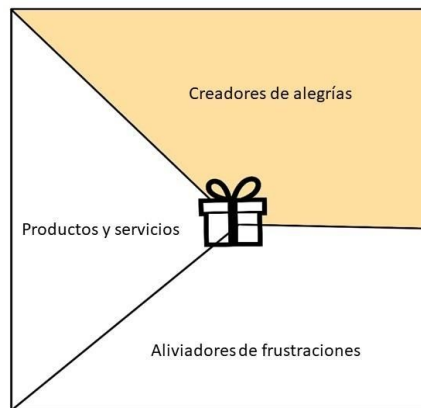 Creadores de alegrías
Productos y servicios
Aliviadores de frustraciones